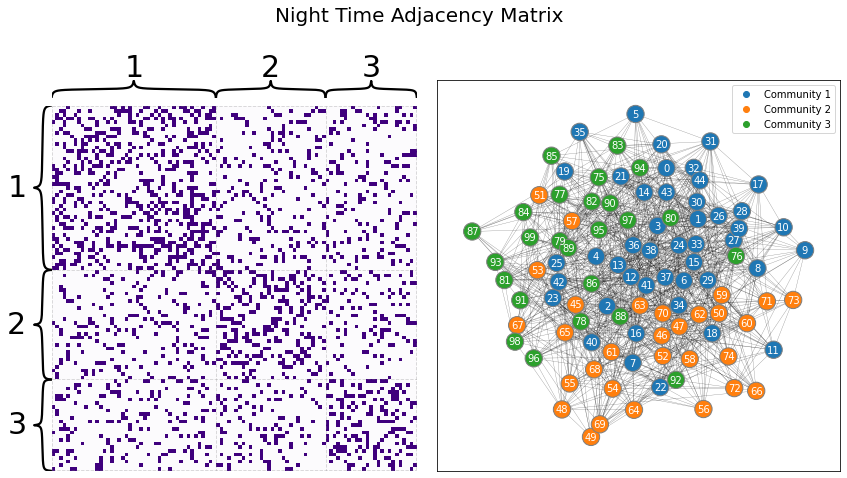 Night Time Adjacency Matrix
1 2 3
1
2
3
Community 1
Community 2
Community 3
5
35 20 31
83
85 94 0 32
19 75 21 44 17
51 77 14 43
82 90 30
84 57 97 80 1 26 28
87 95 3 39 10
99 79 89 36 38 24 33 27 9
93 25 4 13 15 76 8
53
81 42 86 12 41 37 6 29
91 23 45 2 63 34 59 71 73
78 88 70 62 50
67 65 16 47 18 60
98 40 46
96 61 7 52 58 74 11
68
55 54 22 92 72 66
48 64 56
69
49